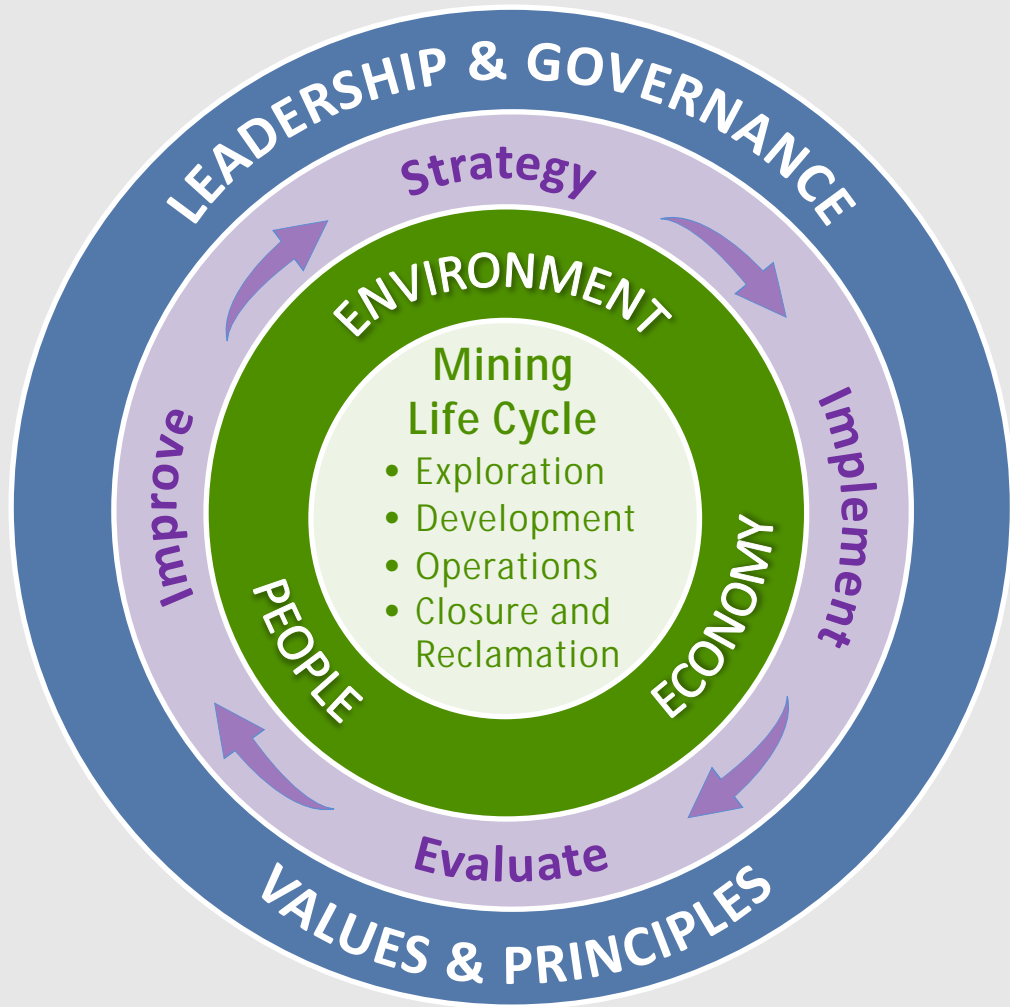 LEADERSHIP & GOVERNANCE
Strategy
Implement
Evaluate
Improve
ENVIRONMENT
ECONOMY
PEOPLE
Mining
Life Cycle
• Exploration
• Development
• Operations
• Closure and
Reclamation
VALUES & PRINCIPLES